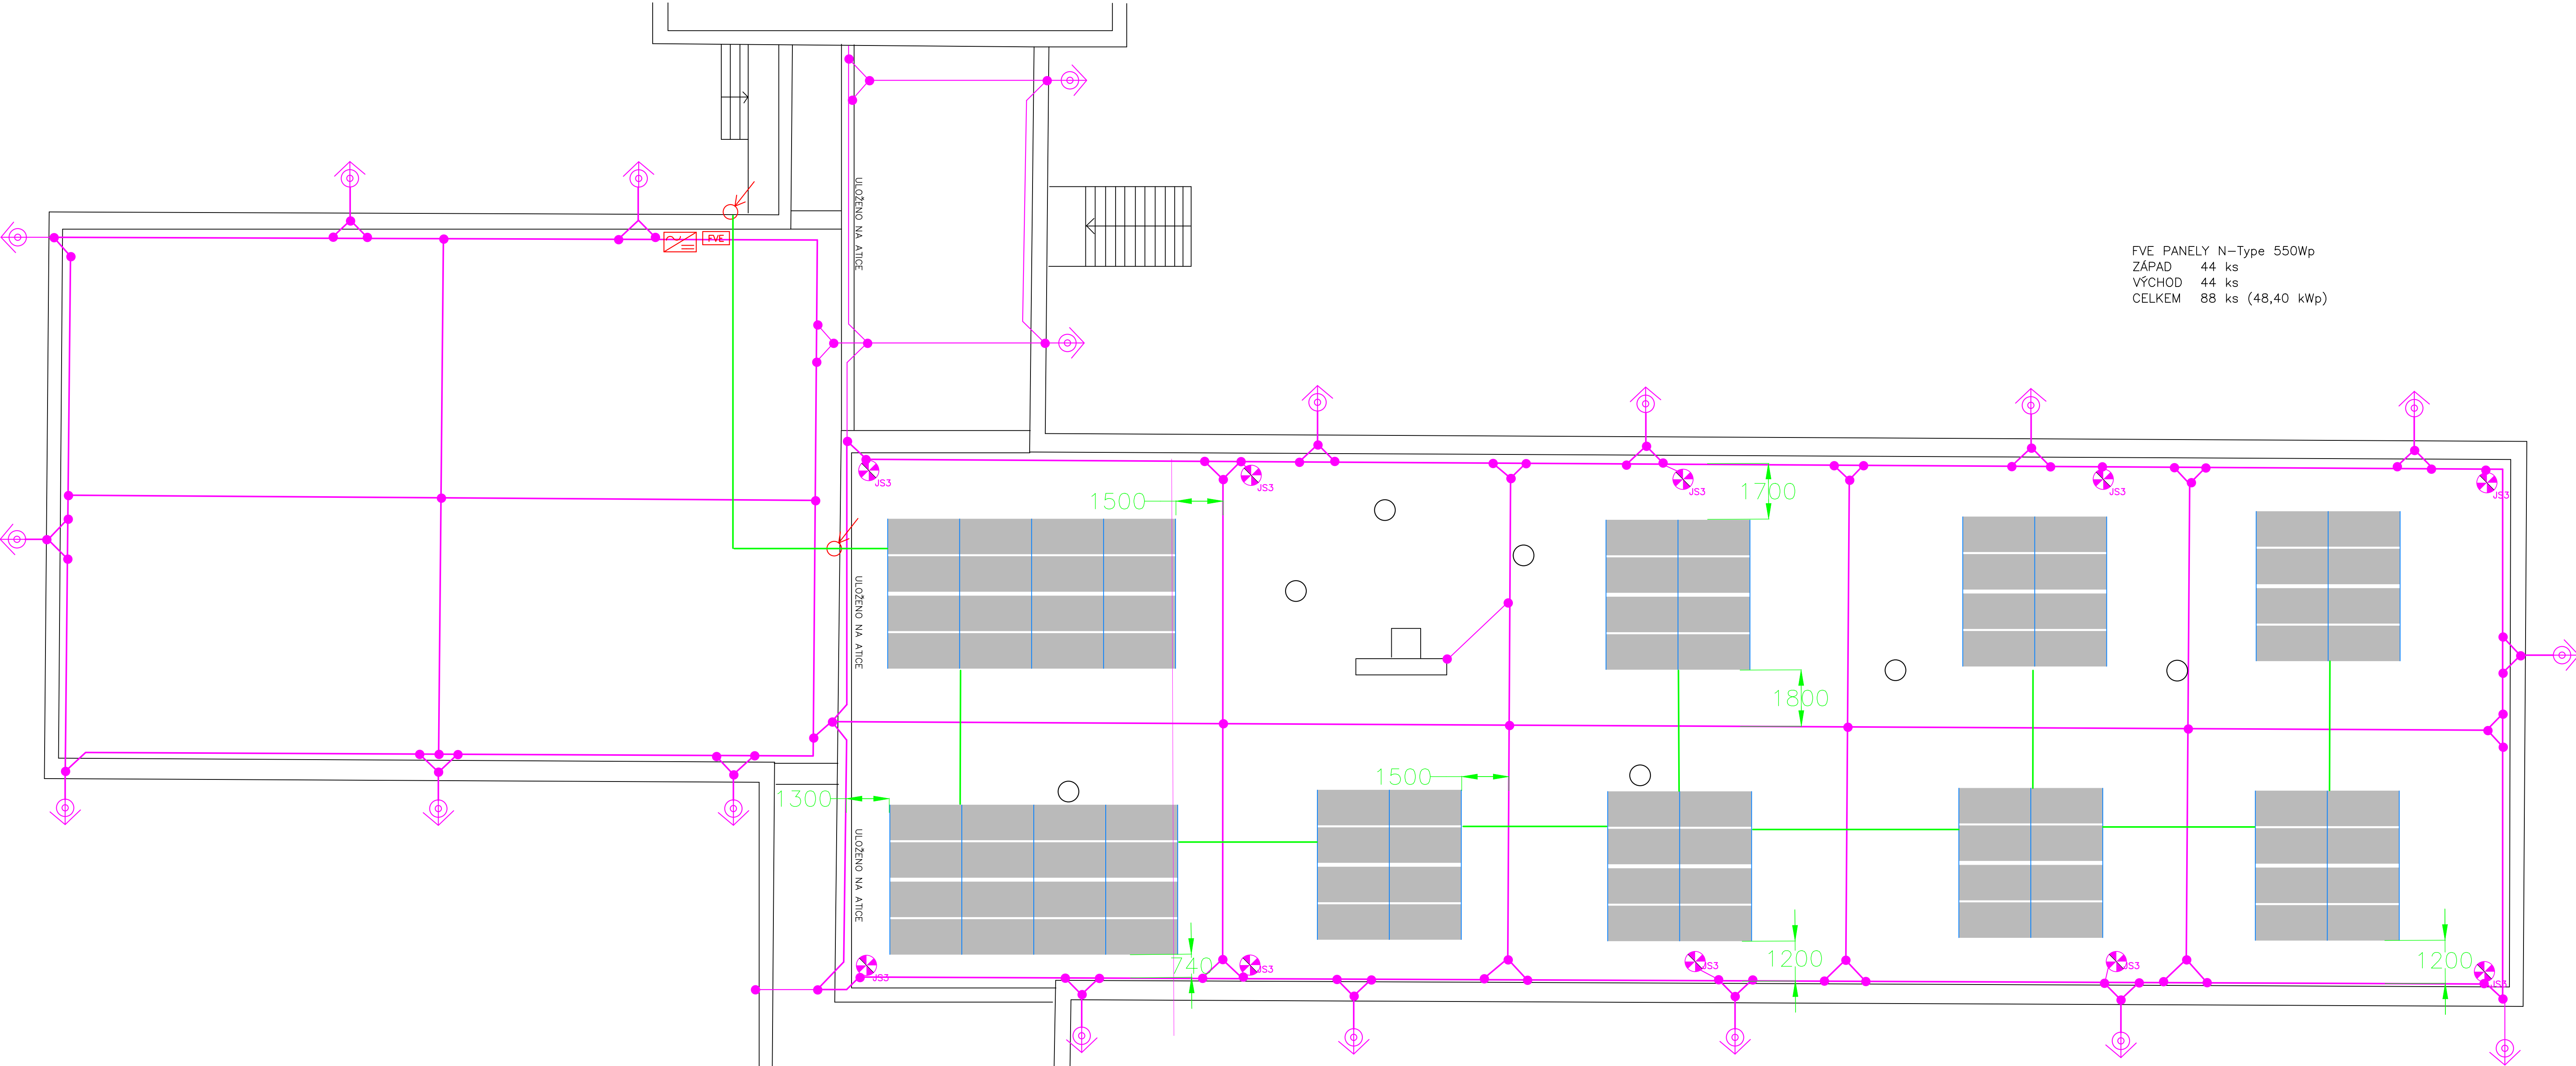 ULOŽENO NA ATICE
FVE
FVE PANELY N-Type 550Wp
ZÁPAD 44 ks
VÝCHOD 44 ks
CELKEM 88 ks (48,40 kWp)
JS3
JS3
JS3
JS3
JS3
1500
1700
ULOŽENO NA ATICE
1800
1500
1300
ULOŽENO NA ATICE
740
1200
1200
JS3
JS3
JS3
JS3
JS3